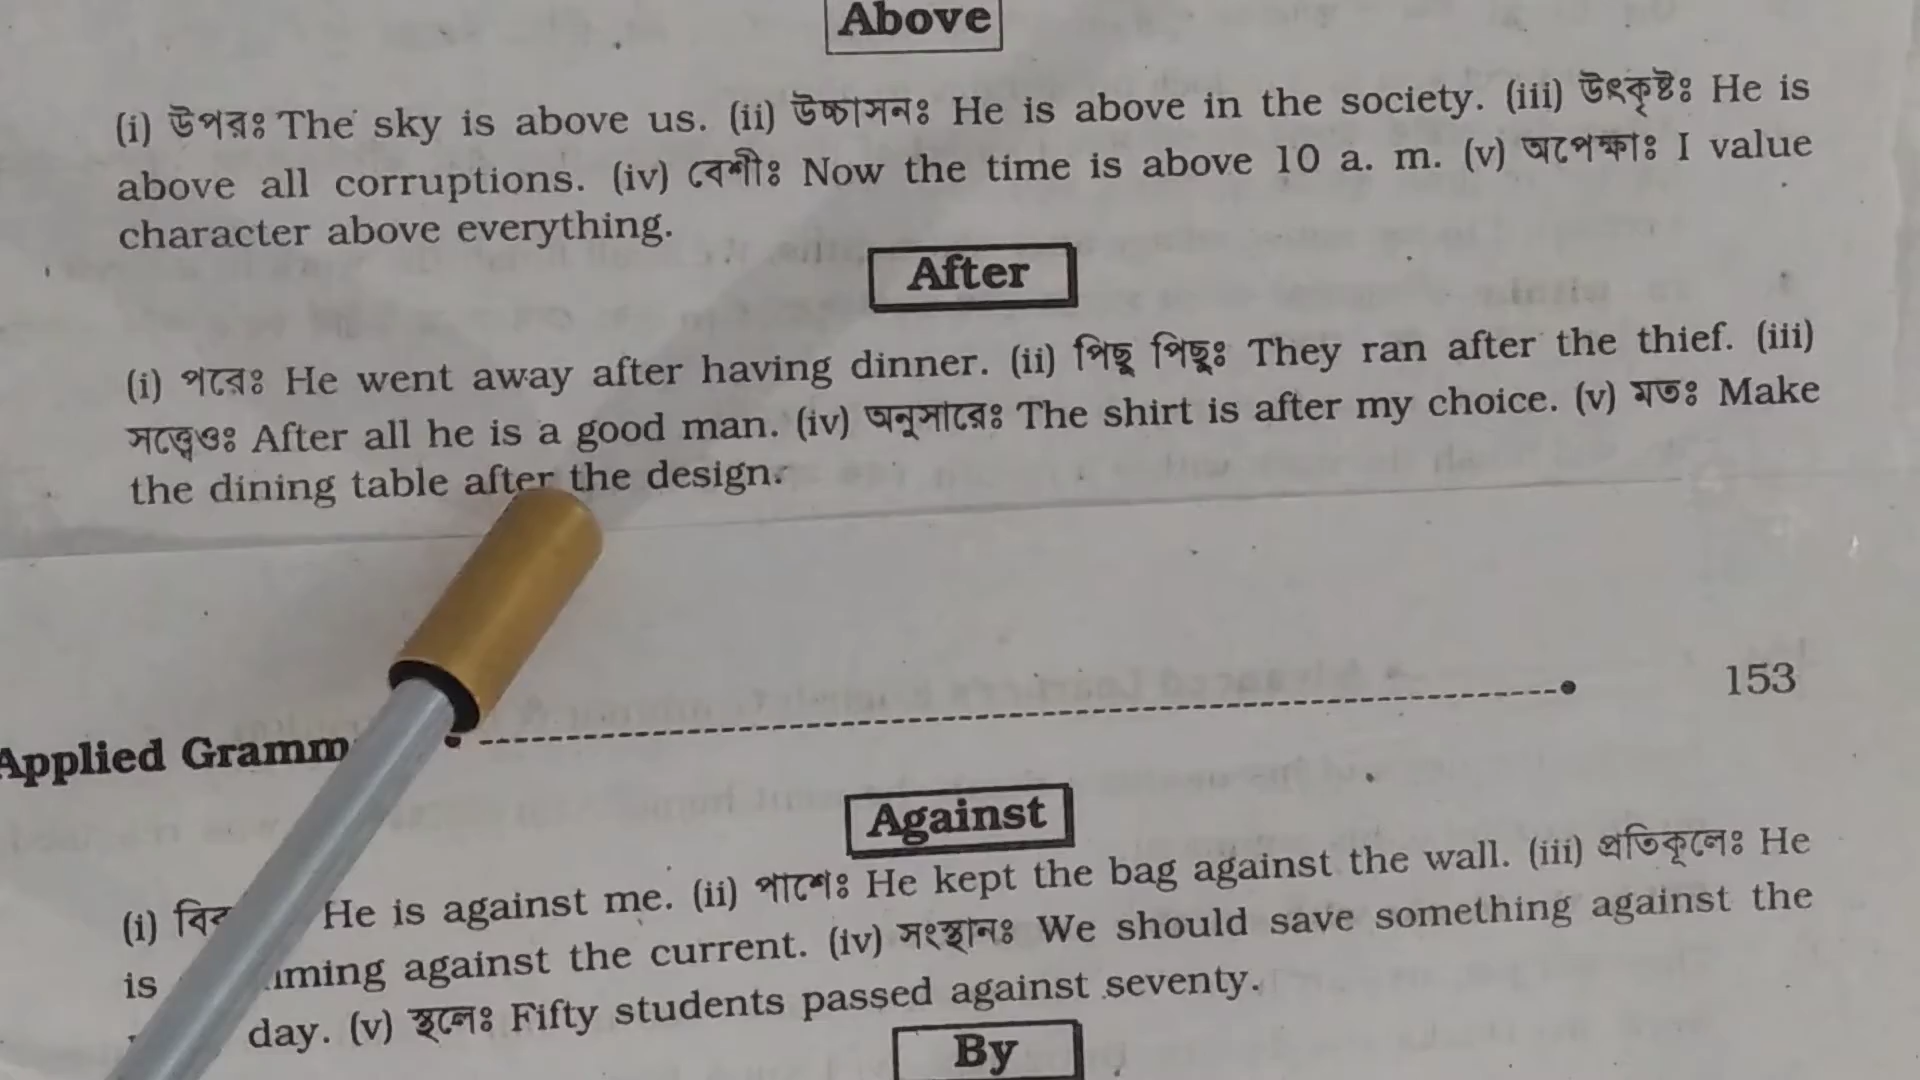 Above
(i) উপরঃ The sky is above us. (ii) উচ্চাসনঃ He is above in the society. (iii) উৎকৃষ্টঃ He is
above all corruptions. (iv) বেশীঃ Now the time is above 10 a. m. (v) অপেক্ষাঃ I value
character above everything.
After
(i) পরেঃ He went away after having dinner. (ii) পিছু পিছুঃ They ran after the thief. (iii)
সত্ত্বেওঃ After all he is a good man. (iv) অনুসারেঃ The shirt is after my choice. (v) মতঃ Make
the dining table after the design.
Applied Gramm 153
Against
(i) He is against me. (ii) পাশেঃ He kept the bag against the wall. (iii) প্রতিকূলেঃ He
is against the current. (iv) সংস্থানঃ We should save something against the
day. (v) স্থলেঃ Fifty students passed against seventy.
By